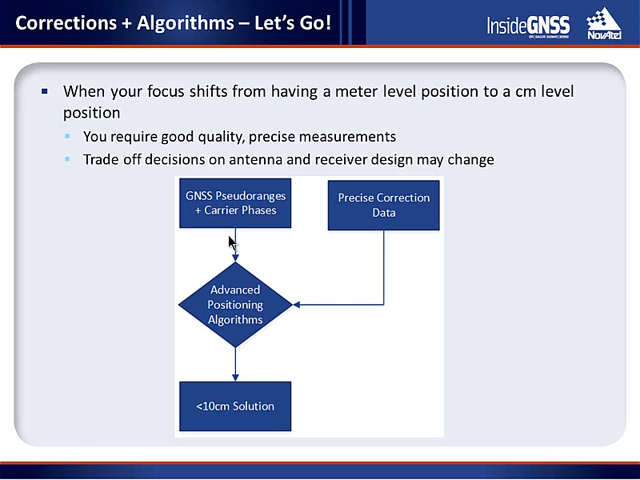 Corrections + Algorithms – Let's Go!
InsideGNSS
NovAtel
When your focus shifts from having a meter level position to a cm level
position
You require good quality, precise measurements
Trade off decisions on antenna and receiver design may change
GNSS Pseudoranges
+ Carrier Phases
Precise Correction
Data
Advanced
Positioning
Algorithms
<10cm Solution